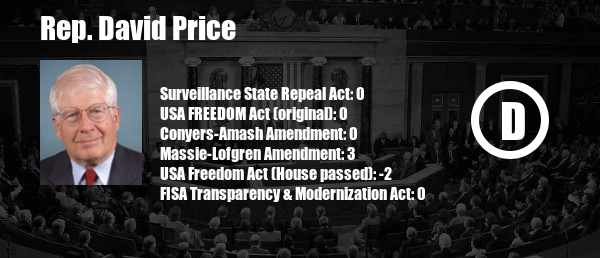 Rep. David Price
Surveillance State Repeal Act: 0
USA FREEDOM Act (original): 0
Conyers-Amash Amendment: 0
Massie-Lofgren Amendment: 3
USA Freedom Act (House passed): -2
FISA Transparency & Modernization Act: 0
D